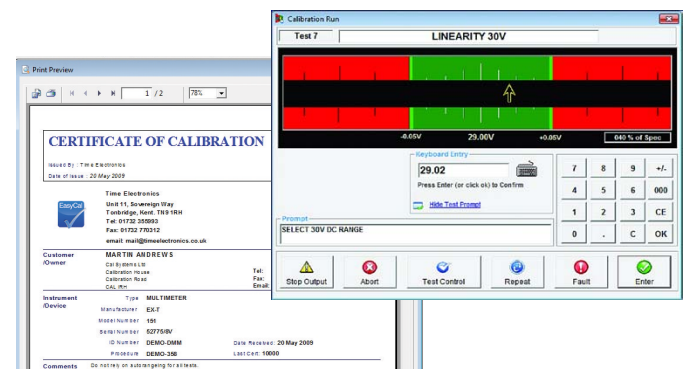 Calibration Run
Test 7
LINEARITY 30V
-0.05V
29.00V
+0.05V
040 % of Spec
Keyboard Entry
29.02
Press Enter (or click ok) to Confirm
Hide Test Prompt
Prompt
SELECT 30V DC RANGE
7 8 9 +/-
4 5 6 000
1 2 3 CE
0 . C OK
Stop Output
Abort
Test Control
Repeat
Fault
Enter
Print Preview
1 / 2
78%
CERTIFICATE OF CALIBRATION
Issued By : Time Electronics
Date of Issue : 20 May 2009
EasyCal
Time Electronics
Unit 11, Sovereign Way
Tonbridge, Kent. TN9 1RH
Tel: 01732 355993
Fax: 01732 770312
email: mail@timeelectronics.co.uk
Customer
/Owner
MARTIN ANDREWS
Cal Systems Ltd
Calibration House
Calibration Road
CAL IRH
Tel:
Fax:
Email:
Instrument
/Device
Type MULTIMETER
Manufacturer EX-T
Model Number 151
Serial Number 52775/8V
ID Number DEMO-DMM
Date Received: 20 May 2009
Procedure DEMO-358
Last Cert: 10000
Comments
Do not rely on autorangeing for all tests.